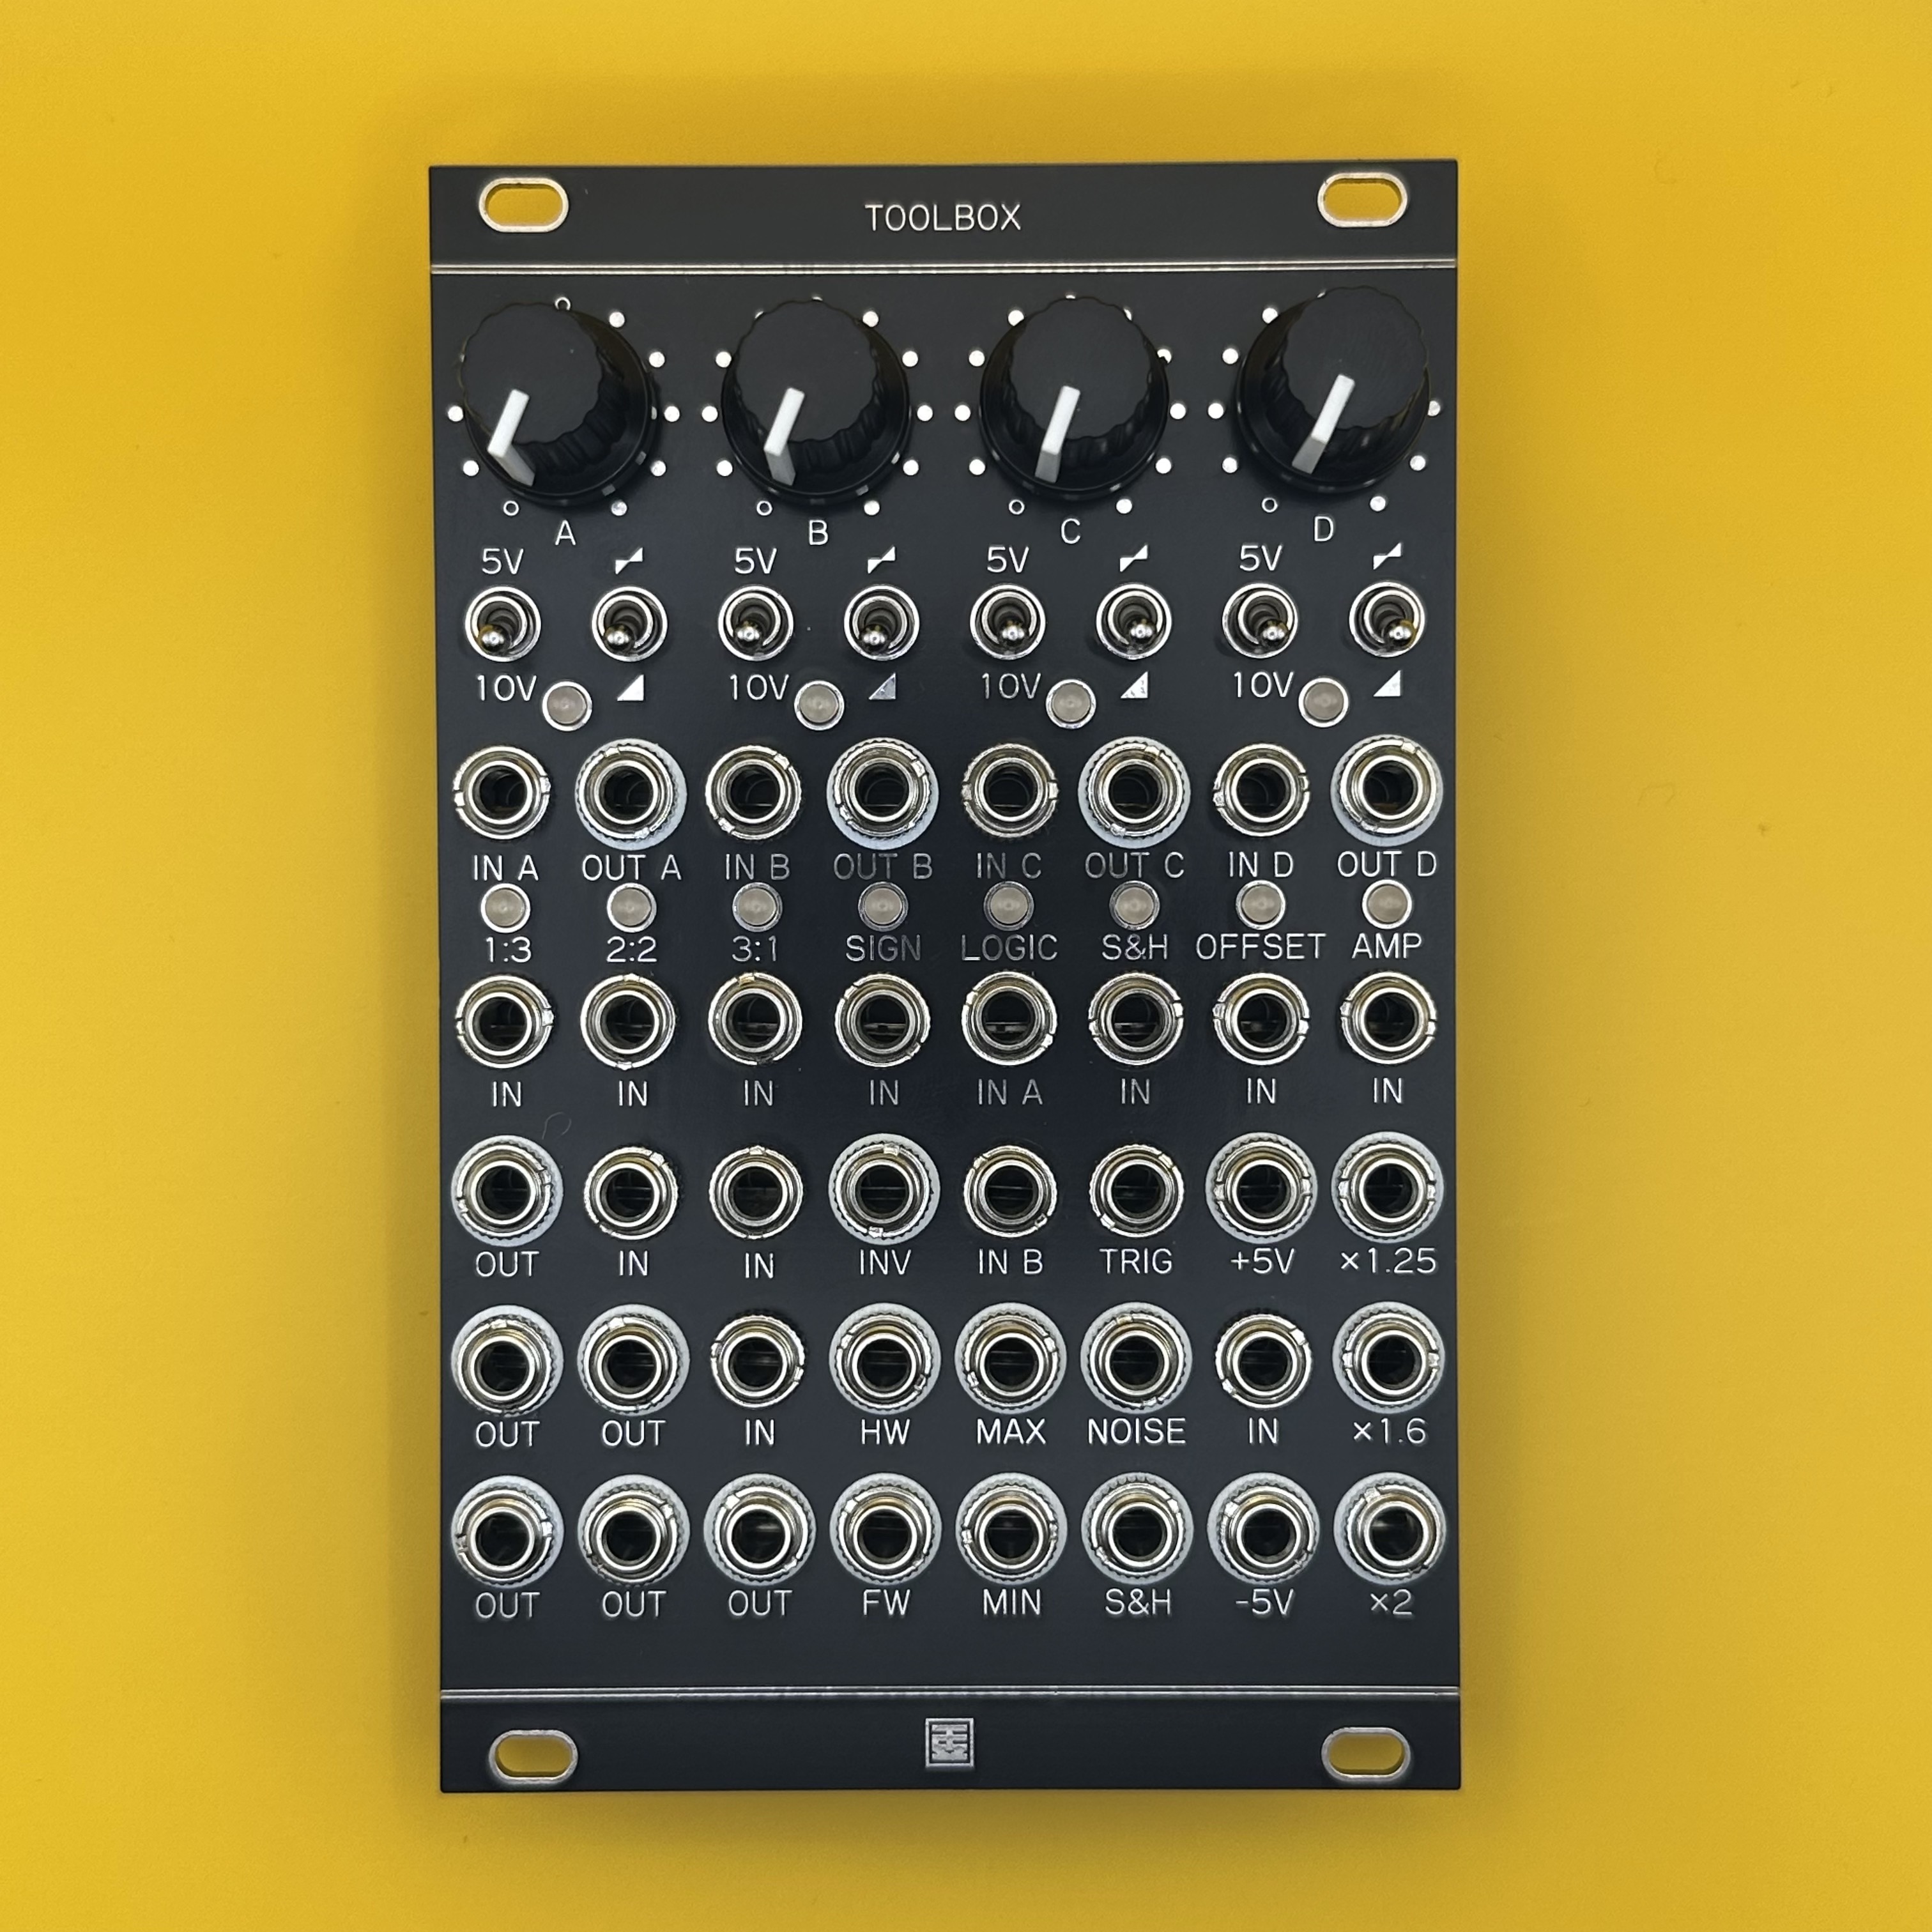 TOOLBOX
A B C D
5V 5V 5V 5V
10V 10V 10V 10V
IN A OUT A IN B OUT B IN C OUT C IN D OUT D
1:3 2:2 3:1 SIGN LOGIC S&H OFFSET AMP
IN IN IN IN IN A IN IN IN
OUT IN IN INV IN B TRIG +5V ×1.25
OUT OUT IN HW MAX NOISE IN ×1.6
OUT OUT OUT FW MIN S&H -5V ×2